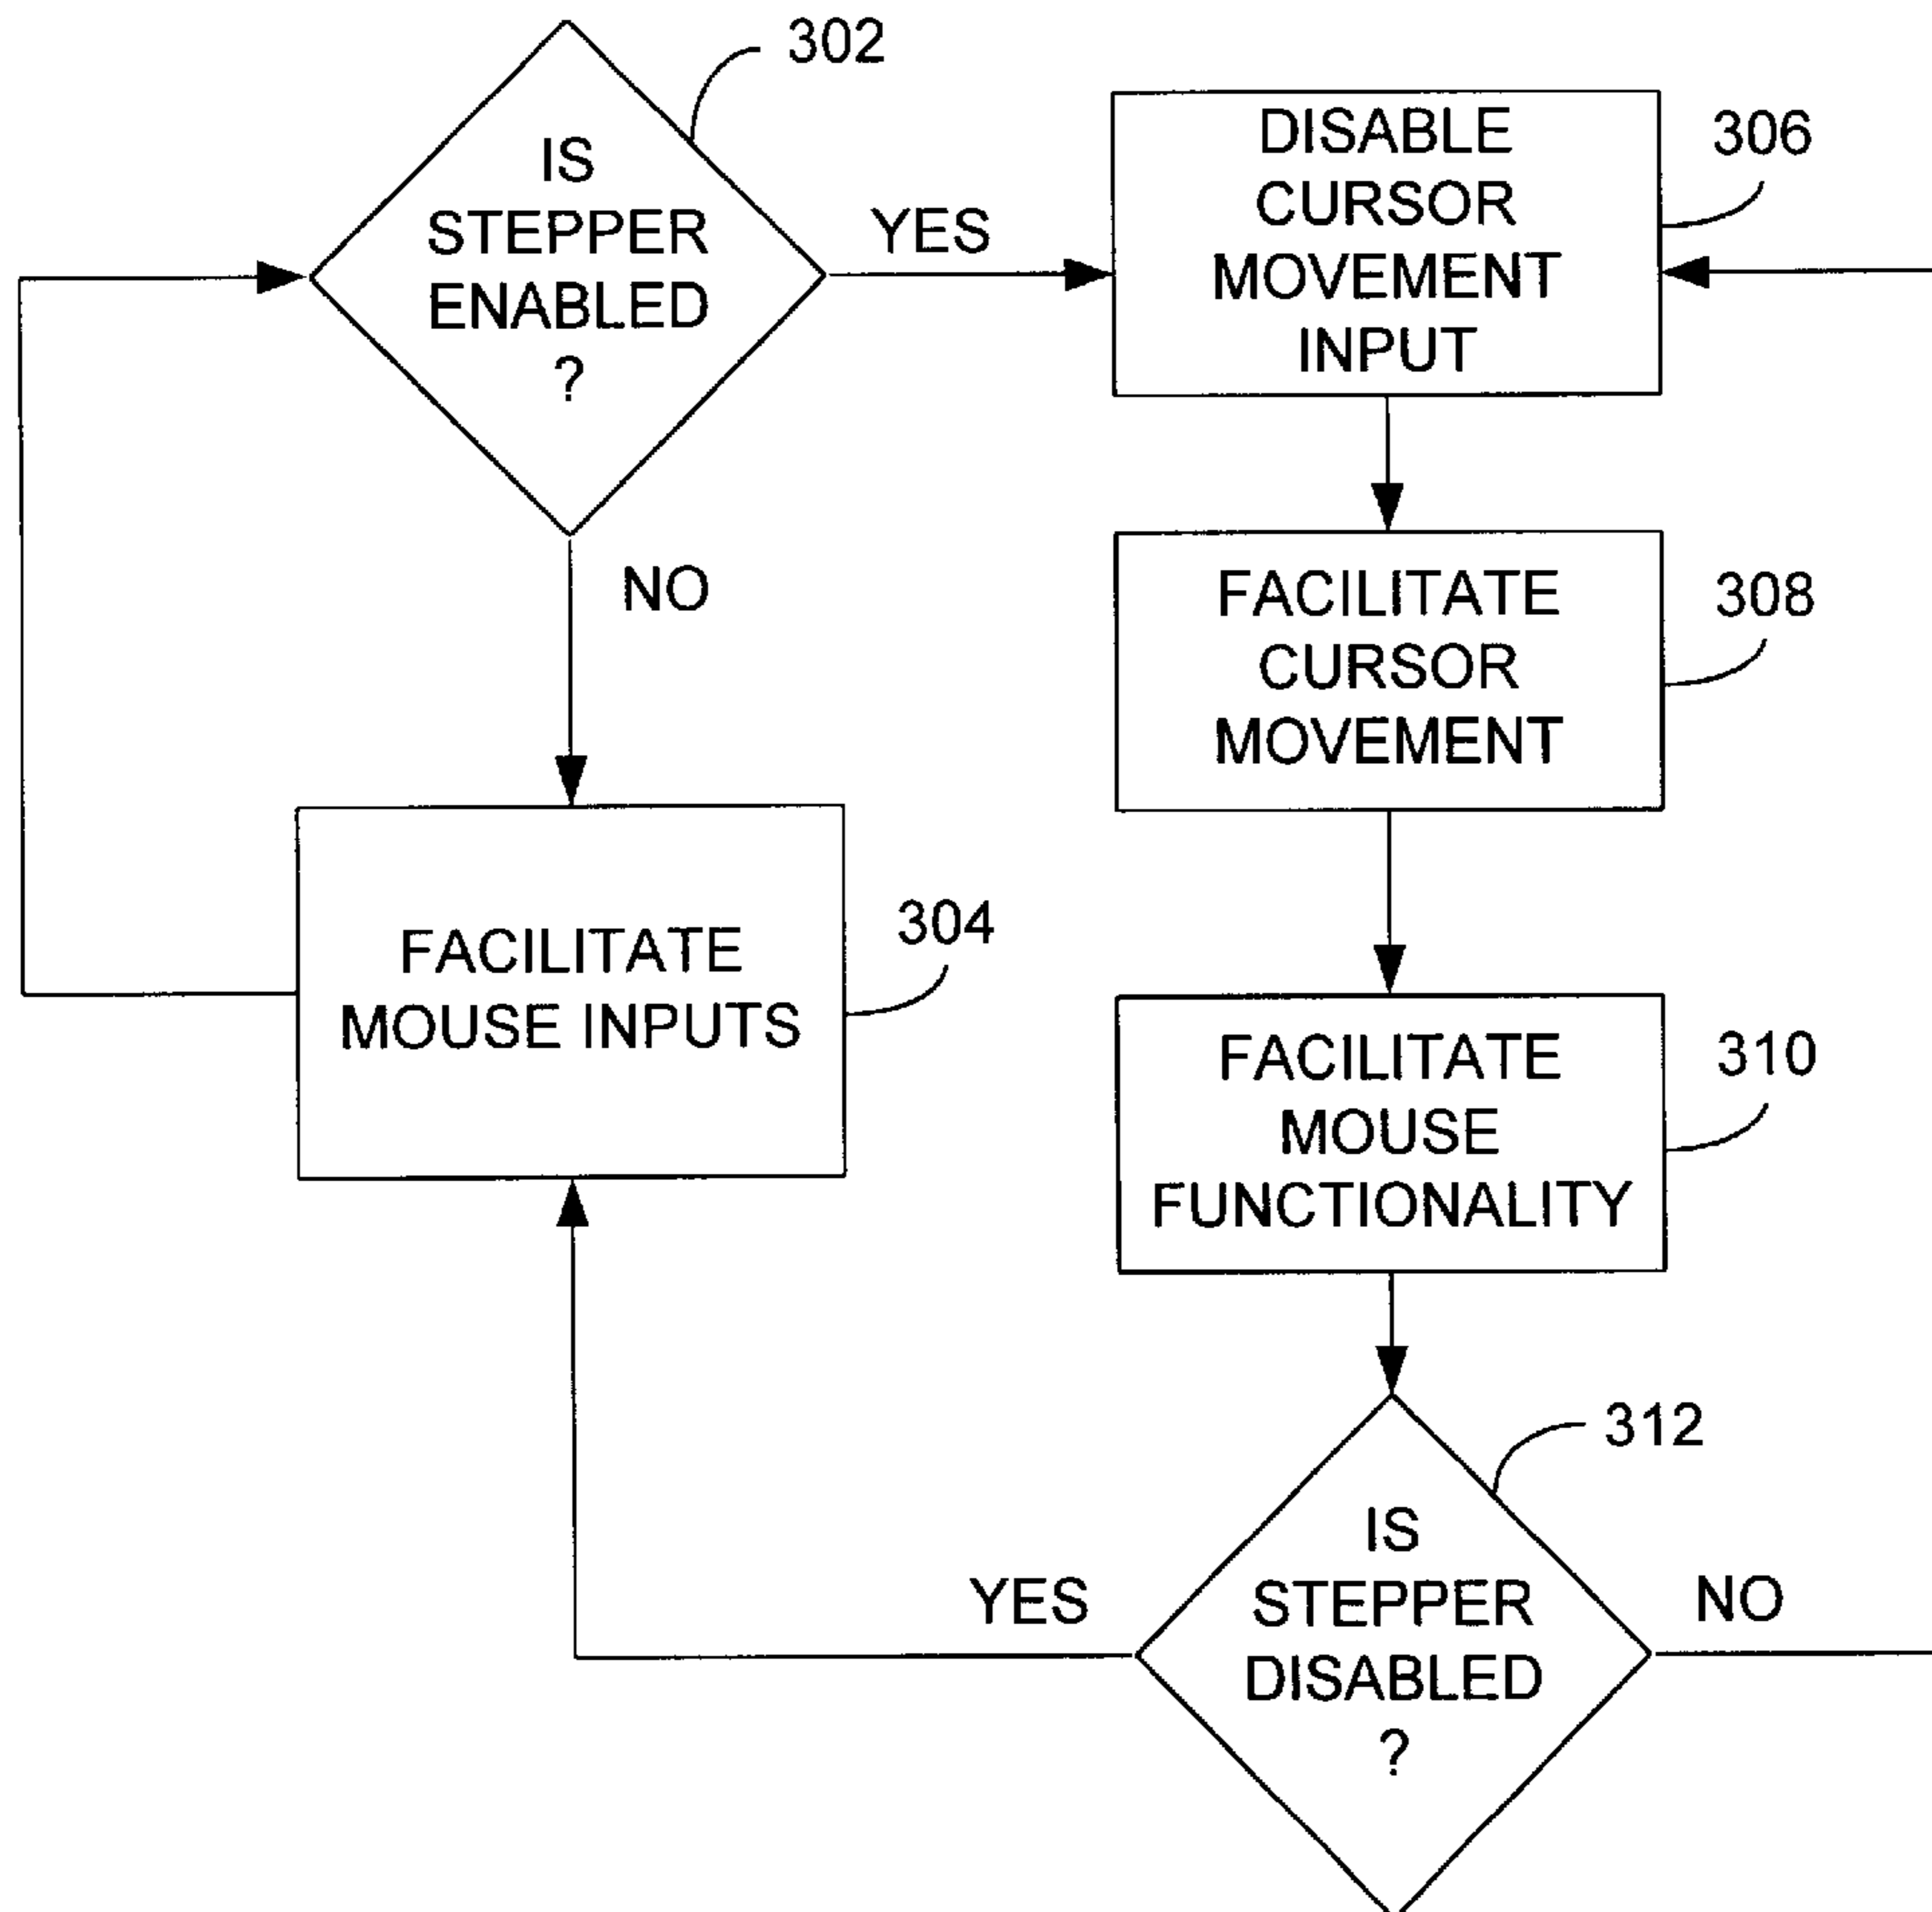 302
IS
STEPPER
ENABLED
?
YES
NO
DISABLE
CURSOR
MOVEMENT
INPUT
306
FACILITATE
CURSOR
MOVEMENT
308
FACILITATE
MOUSE INPUTS
304
FACILITATE
MOUSE
FUNCTIONALITY
310
312
IS
STEPPER
DISABLED
?
YES
NO